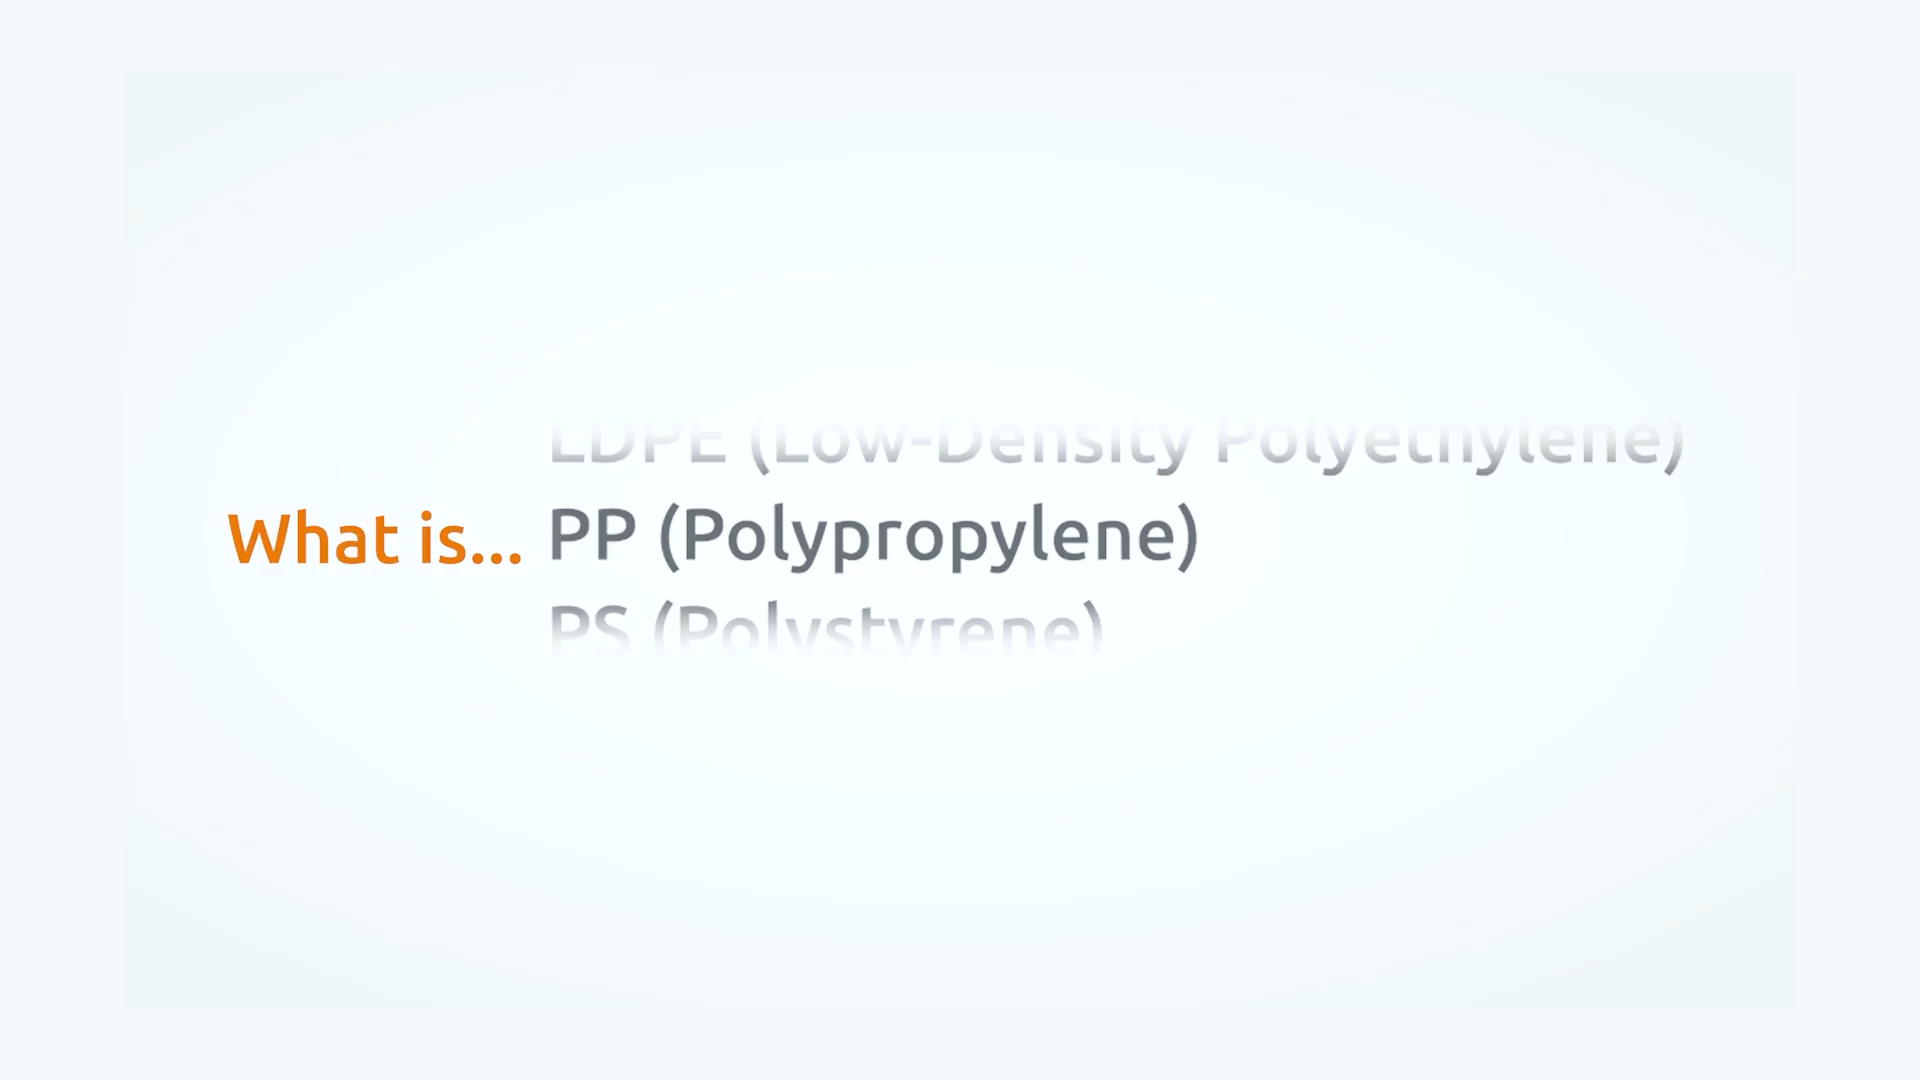 LDPE (Low-Density Polyethylene)
What is... PP (Polypropylene)
PS (Polystyrene)